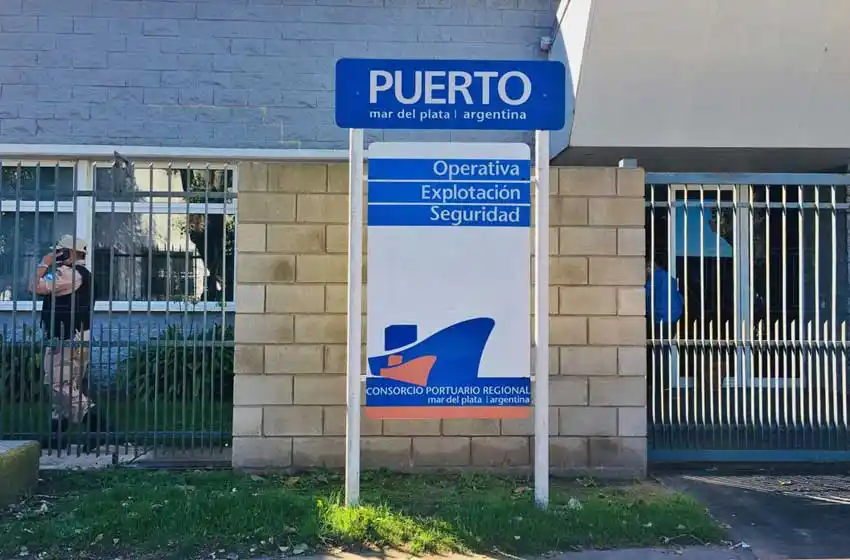 PUERTO
mar del plata | argentina
Operativa
Explotación
Seguridad
CONSORCIO PORTUARIO REGIONAL
mar del plata | argentina